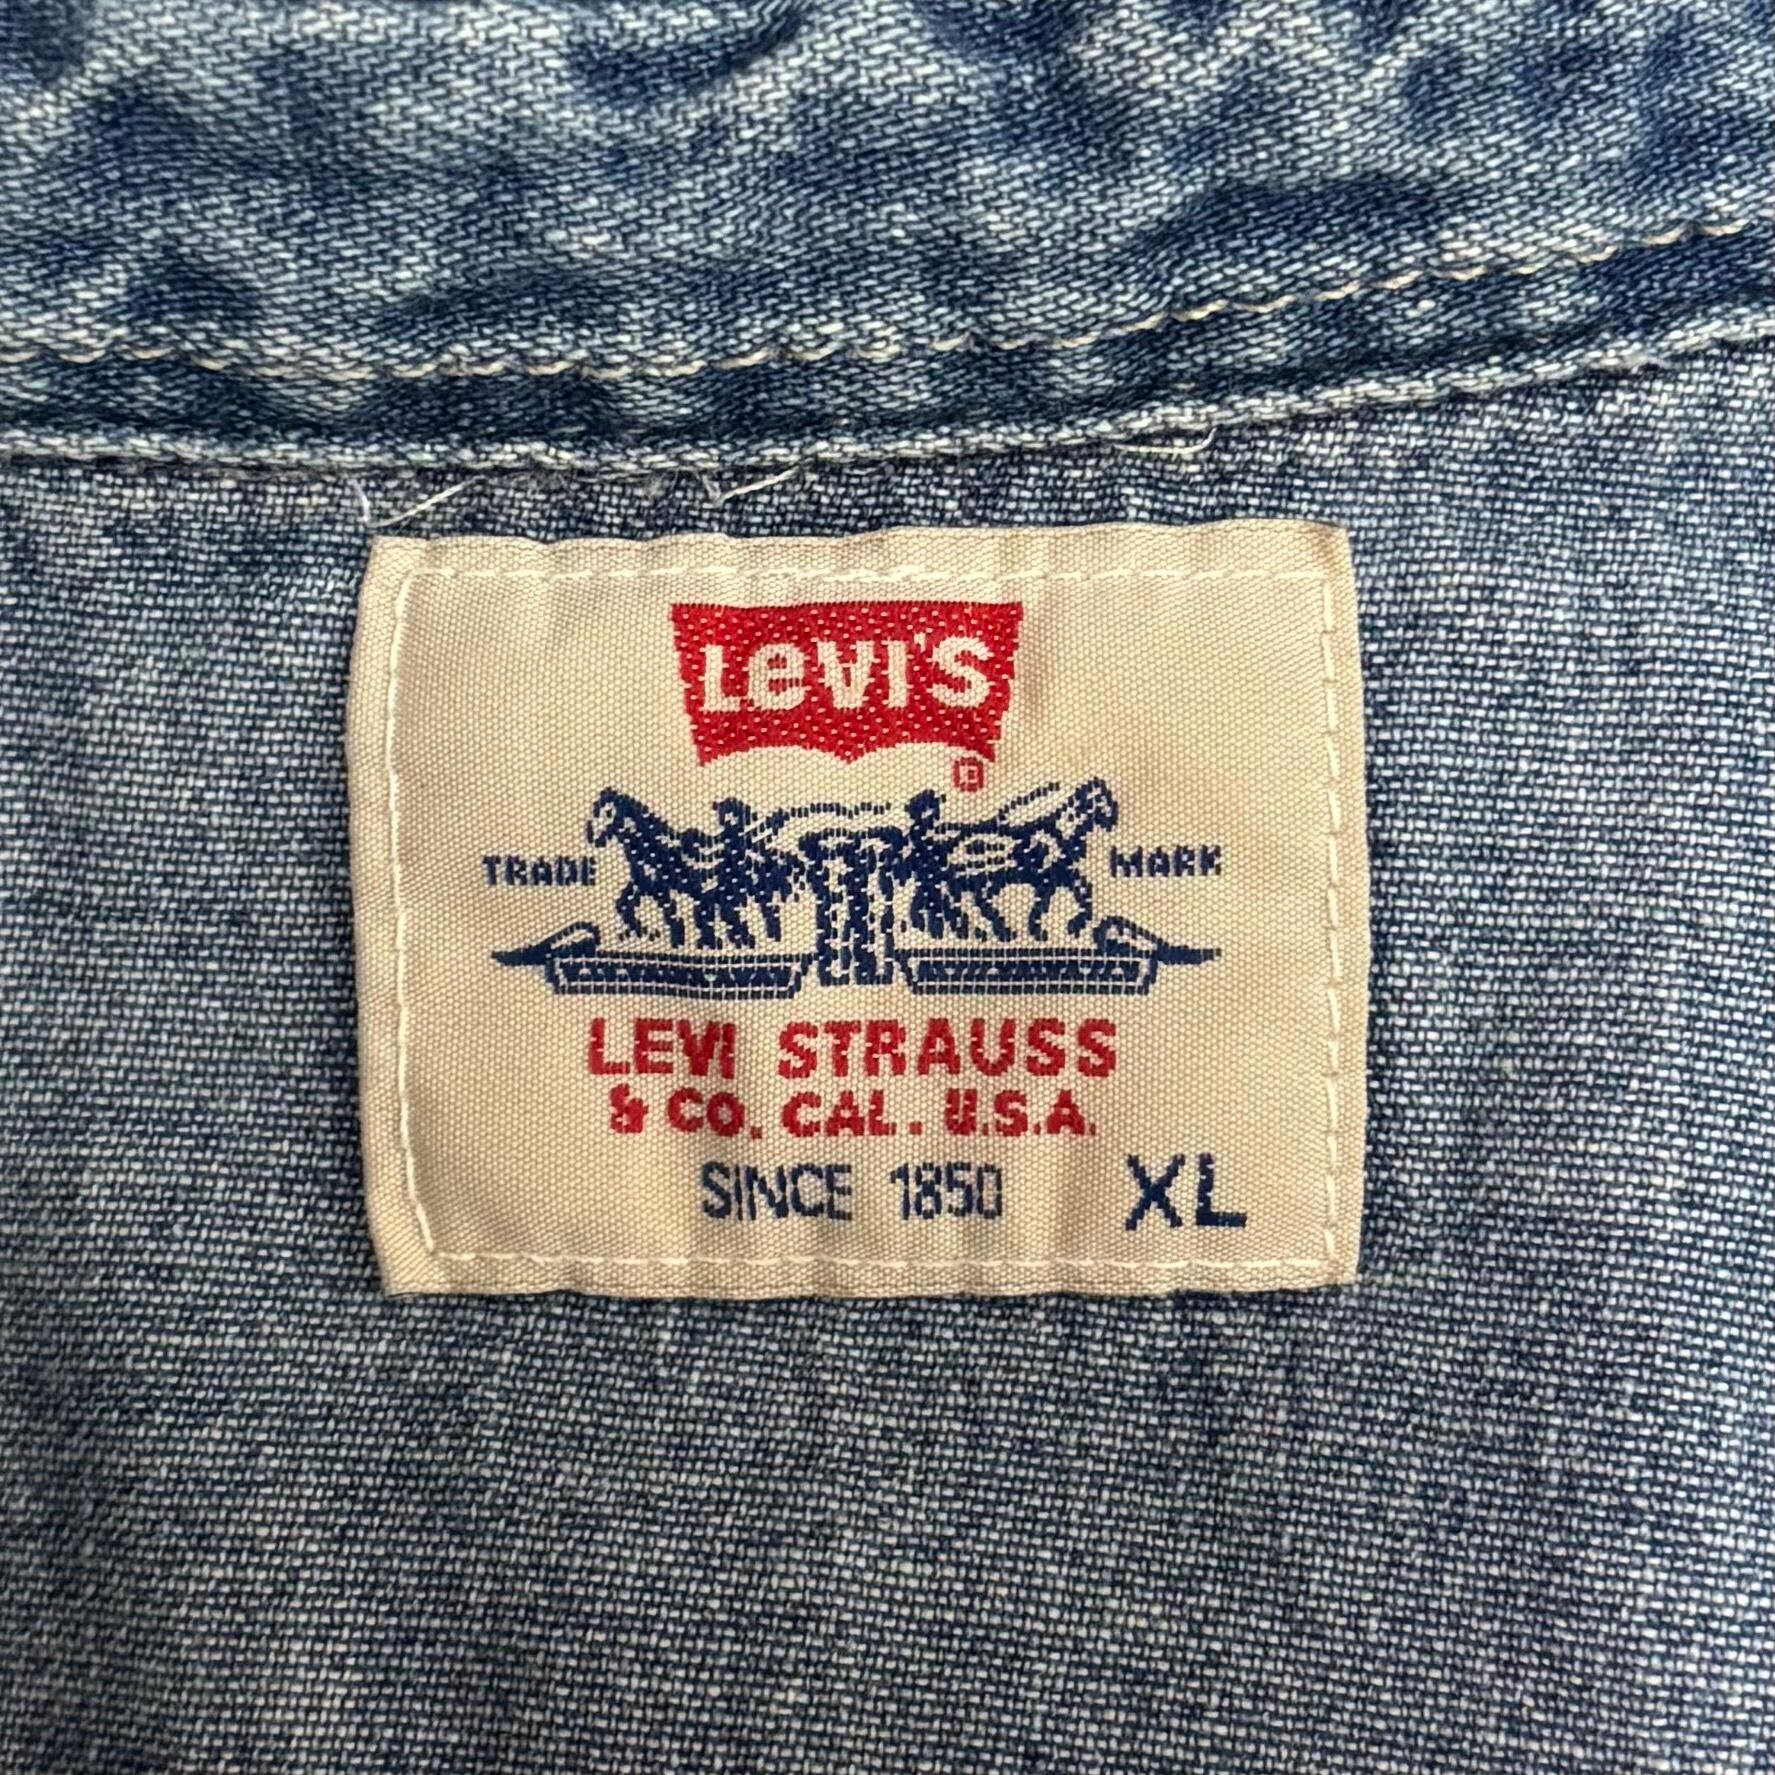 LEVI'S
®
TRADE MARK
LEVI STRAUSS
& CO. CAL. U.S.A.
SINCE 1850 XL